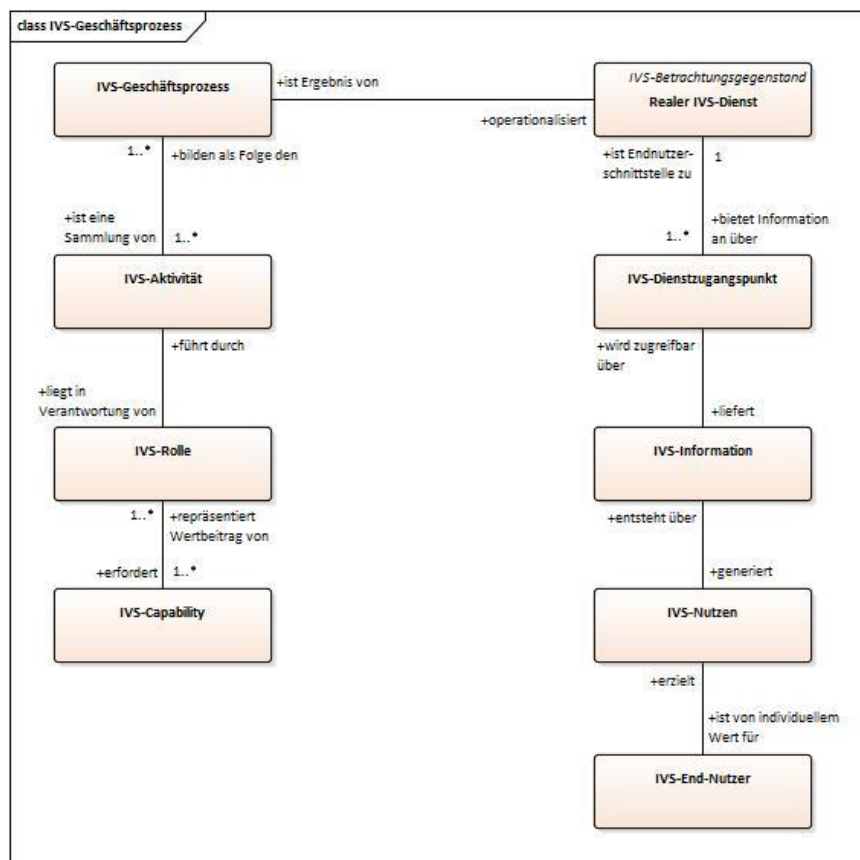 class IVS-Geschäftsprozess
IVS-Geschäftsprozess
+ist Ergebnis von
IVS-Betrachtungsgegenstand
Realer IVS-Dienst
+operationalisiert
1..*
+bilden als Folge den
+ist Endnutzer-
schnittstelle zu
1
+ist eine
Sammlung von
1..*
+bietet Information
an über
1..*
IVS-Aktivität
IVS-Dienstzugangspunkt
+führt durch
+wird zugreifbar
über
+liegt in
Verantwortung von
+liefert
IVS-Rolle
IVS-Information
1..*
+repräsentiert
Wertbeitrag von
+entsteht über
+erfordert
1..*
+generiert
IVS-Capability
IVS-Nutzen
+erzielt
+ist von individuellem
Wert für
IVS-End-Nutzer